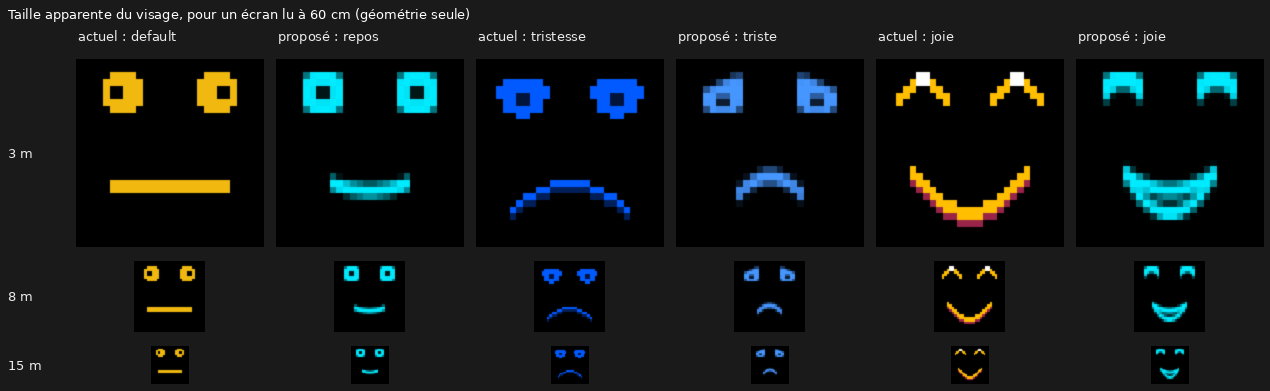 Taille apparente du visage, pour un écran lu à 60 cm (géométrie seule)
actuel : default
proposé : repos
actuel : tristesse
proposé : triste
actuel : joie
proposé : joie
3 m
8 m
15 m